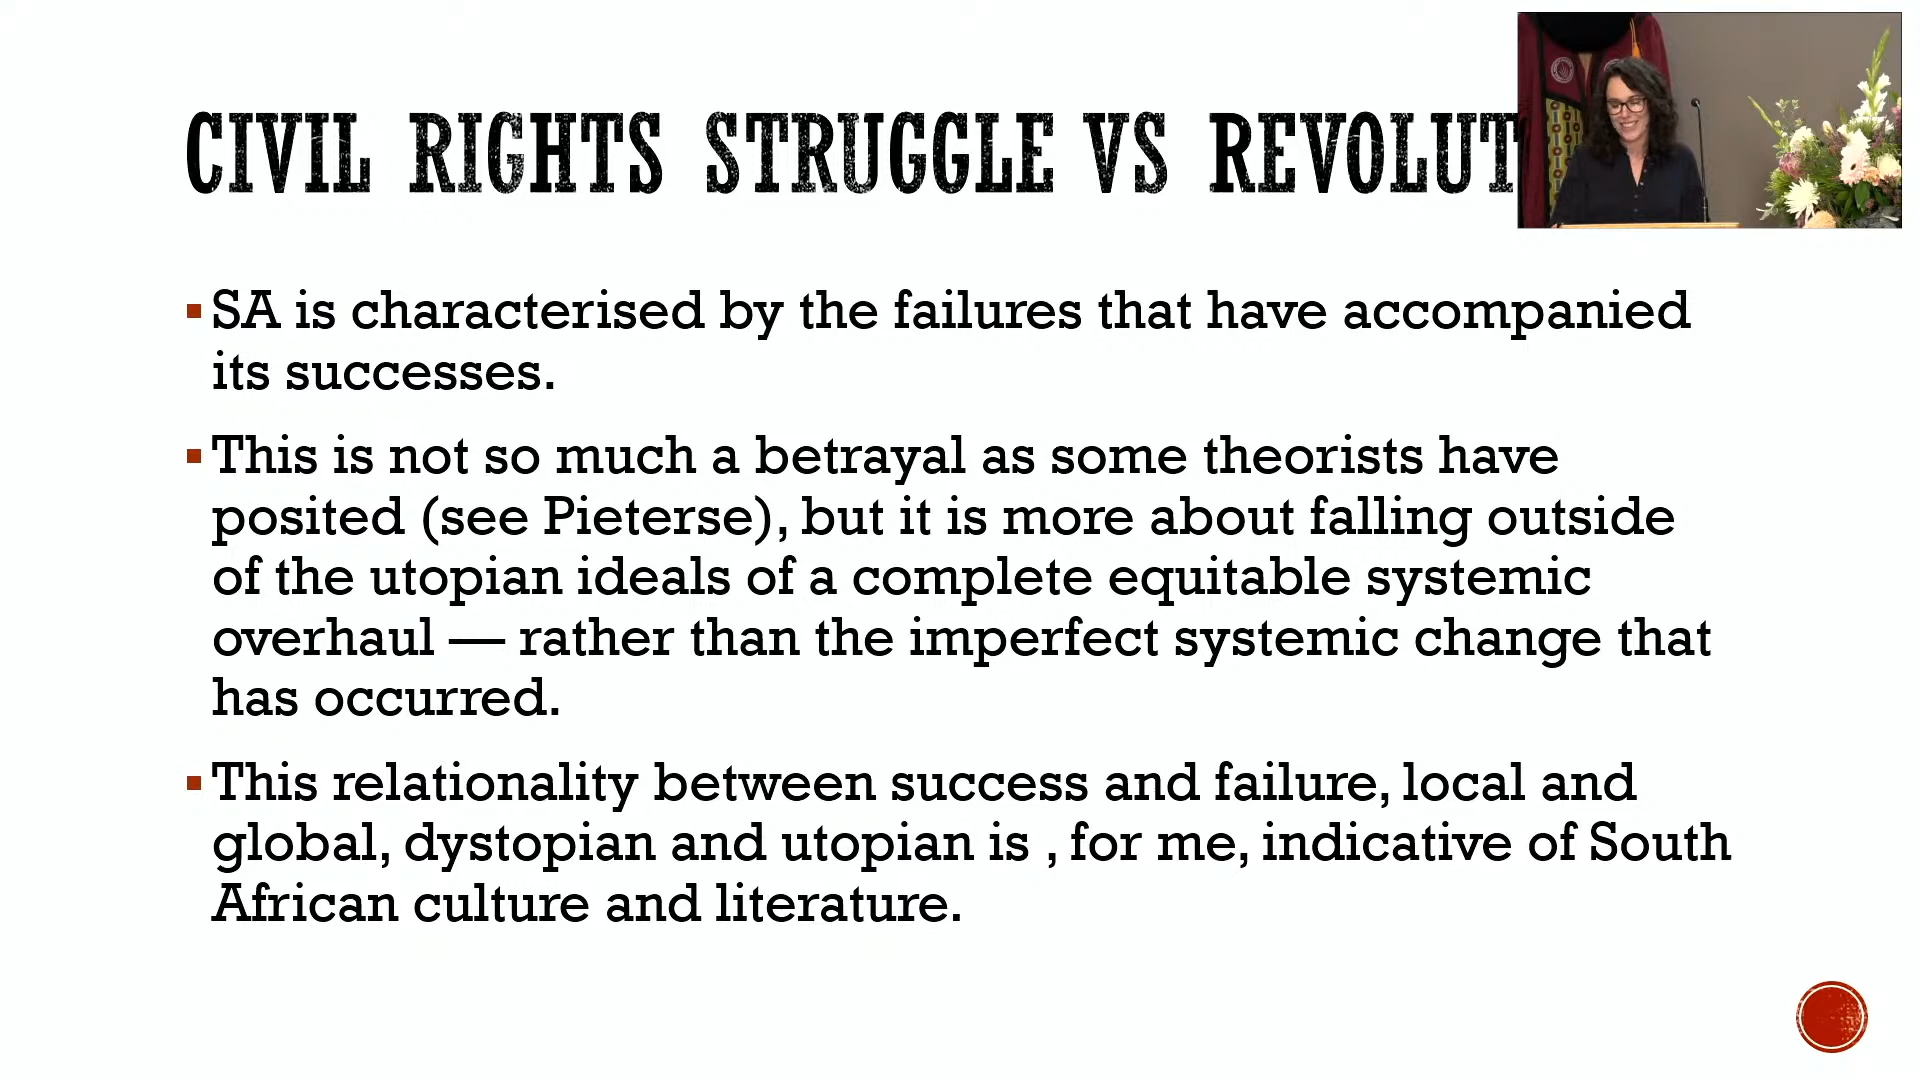 CIVIL RIGHTS STRUGGLE VS REVOLUT
SA is characterised by the failures that have accompanied
its successes.
This is not so much a betrayal as some theorists have
posited (see Pieterse), but it is more about falling outside
of the utopian ideals of a complete equitable systemic
overhaul — rather than the imperfect systemic change that
has occurred.
This relationality between success and failure, local and
global, dystopian and utopian is , for me, indicative of South
African culture and literature.